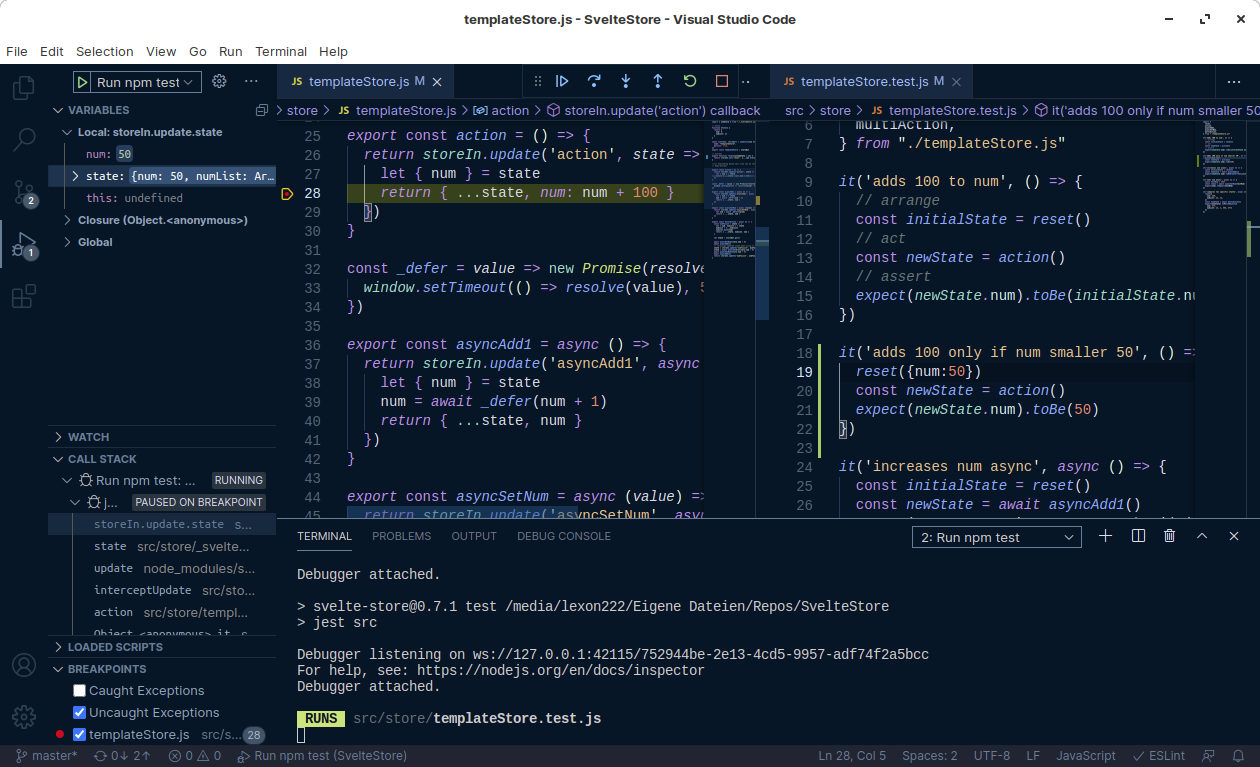 templateStore.js - SvelteStore - Visual Studio Code
File Edit Selection View Go Run Terminal Help
Run npm test
JS templateStore.js M
JS templateStore.test.js M
VARIABLES
Local: storeIn.update.state
num: 50
state: {num: 50, numList: Ar…
this: undefined
Closure (Object.<anonymous>)
Global
WATCH
CALL STACK
Run npm test: ... RUNNING
j... PAUSED ON BREAKPOINT
storeIn.update.state s...
state src/store/_svelte...
update node_modules/s...
interceptUpdate src/sto...
action src/store/templ...
Object.<anonymous>.it s
LOADED SCRIPTS
BREAKPOINTS
Caught Exceptions
Uncaught Exceptions
templateStore.js src/s... 28
2
1
store > JS templateStore.js > action > storeIn.update('action') callback
25 export const action = () => {
26 return storeIn.update('action', state =>
27 let { num } = state
28 return { ...state, num: num + 100 }
29 })
30 }
31
32 const _defer = value => new Promise(resolve
33 window.setTimeout(() => resolve(value), 5
34 })
35
36 export const asyncAdd1 = async () => {
37 return storeIn.update('asyncAdd1', async
38 let { num } = state
39 num = await _defer(num + 1)
40 return { ...state, num }
41 })
42 }
43
44 export const asyncSetNum = async (value) =>
45 return storeIn.update('asyncSetNum', asyn
src > store > JS templateStore.test.js > it('adds 100 only if num smaller 50
6 multiAction,
7 } from "./templateStore.js"
8
9 it('adds 100 to num', () => {
10 // arrange
11 const initialState = reset()
12 // act
13 const newState = action()
14 // assert
15 expect(newState.num).toBe(initialState.nu
16 })
17
18 it('adds 100 only if num smaller 50', () =>
19 reset({num:50})
20 const newState = action()
21 expect(newState.num).toBe(50)
22 })
23
24 it('increases num async', async () => {
25 const initialState = reset()
26 const newState = await asyncAdd1()
TERMINAL PROBLEMS OUTPUT DEBUG CONSOLE
2: Run npm test
Debugger attached.
> svelte-store@0.7.1 test /media/lexon222/Eigene Dateien/Repos/SvelteStore
> jest src
Debugger listening on ws://127.0.0.1:42115/752944be-2e13-4cd5-9957-adf74f2a5bcc
For help, see: https://nodejs.org/en/docs/inspector
Debugger attached.
RUNS src/store/templateStore.test.js
master* 0↓ 2↑ 0 0 Run npm test (SvelteStore)
Ln 28, Col 5 Spaces: 2 UTF-8 LF JavaScript ESLint